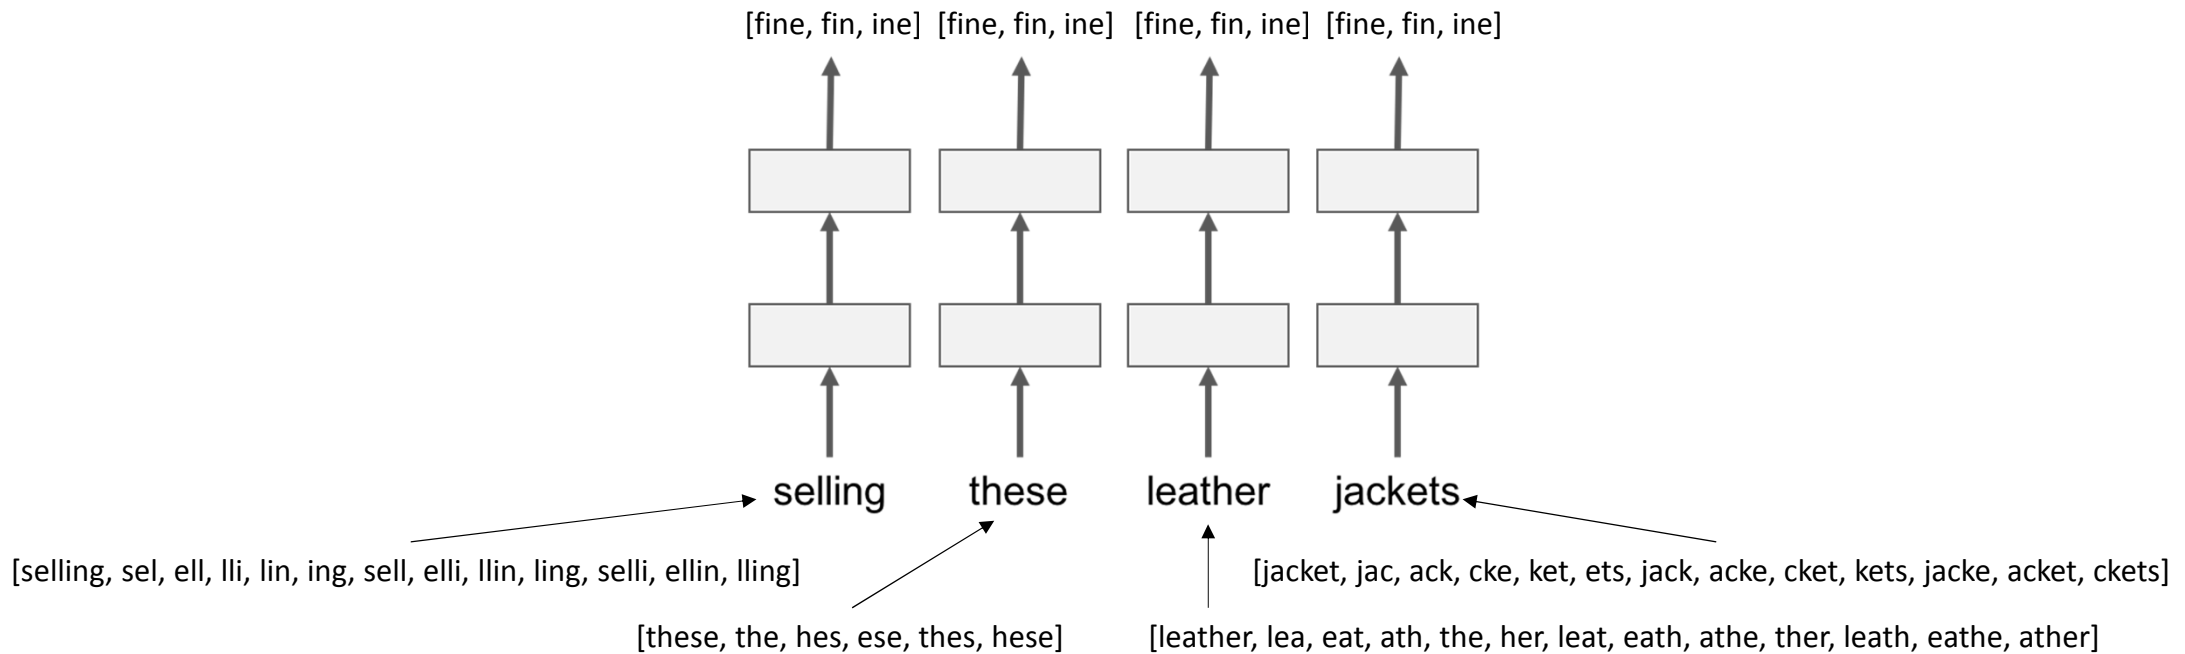 [fine, fin, ine] [fine, fin, ine] [fine, fin, ine] [fine, fin, ine]
selling these leather jackets
[selling, sel, ell, lli, lin, ing, sell, elli, llin, ling, selli, ellin, lling] [jacket, jac, ack, cke, ket, ets, jack, acke, cket, kets, jacke, acket, ckets]
[these, the, hes, ese, thes, hese] [leather, lea, eat, ath, the, her, leat, eath, athe, ther, leath, eathe, ather]